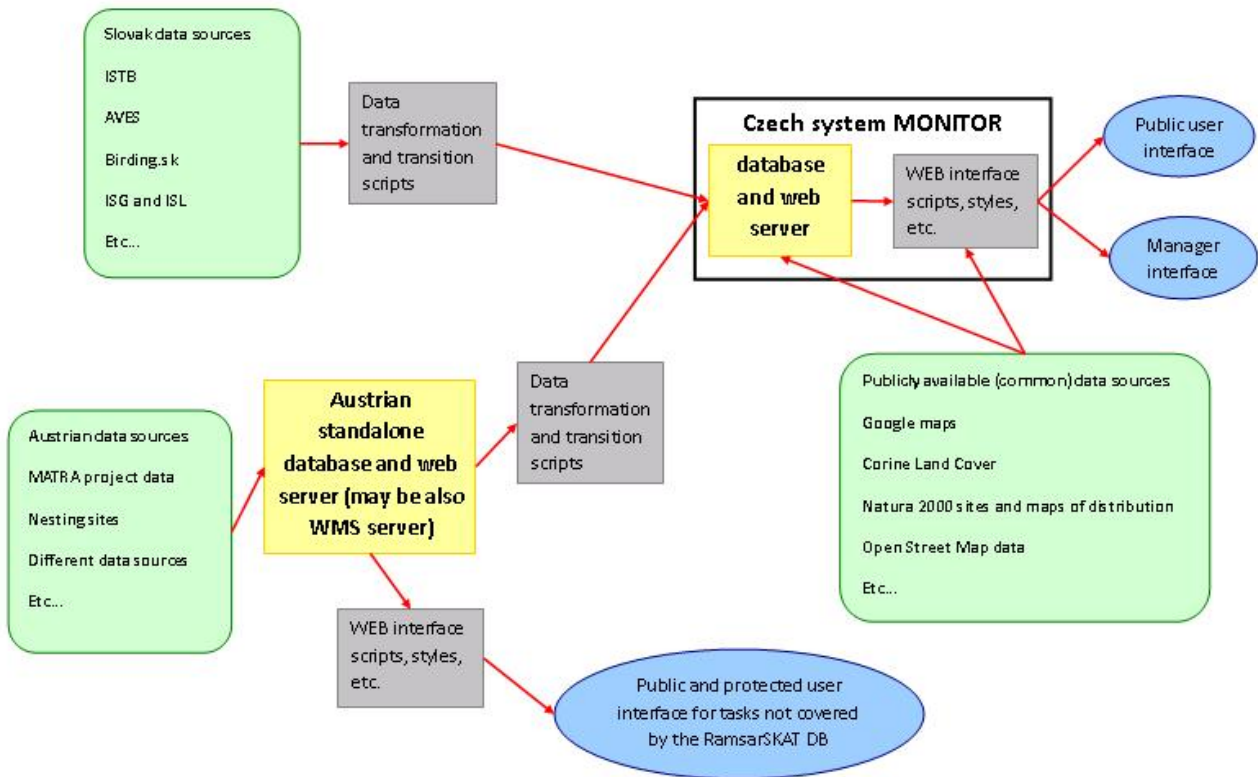 Slovak data sources
ISTB
AVES
Birding.sk
ISG and ISL
Etc...
Data
transformation
and transition
scripts
Czech system MONITOR
database
and web
server
WEB interface
scripts, styles,
etc.
Public user
interface
Manager
interface
Austrian data sources
MATRA project data
Nesting sites
Different data sources
Etc...
Austrian
standalone
database and web
server (may be also
WMS server)
Data
transformation
and transition
scripts
Publicly available (common) data sources
Google maps
Corine Land Cover
Natura 2000 sites and maps of distribution
Open Street Map data
Etc...
WEB interface
scripts, styles,
etc.
Public and protected user
interface for tasks not covered
by the RamsarSKAT DB